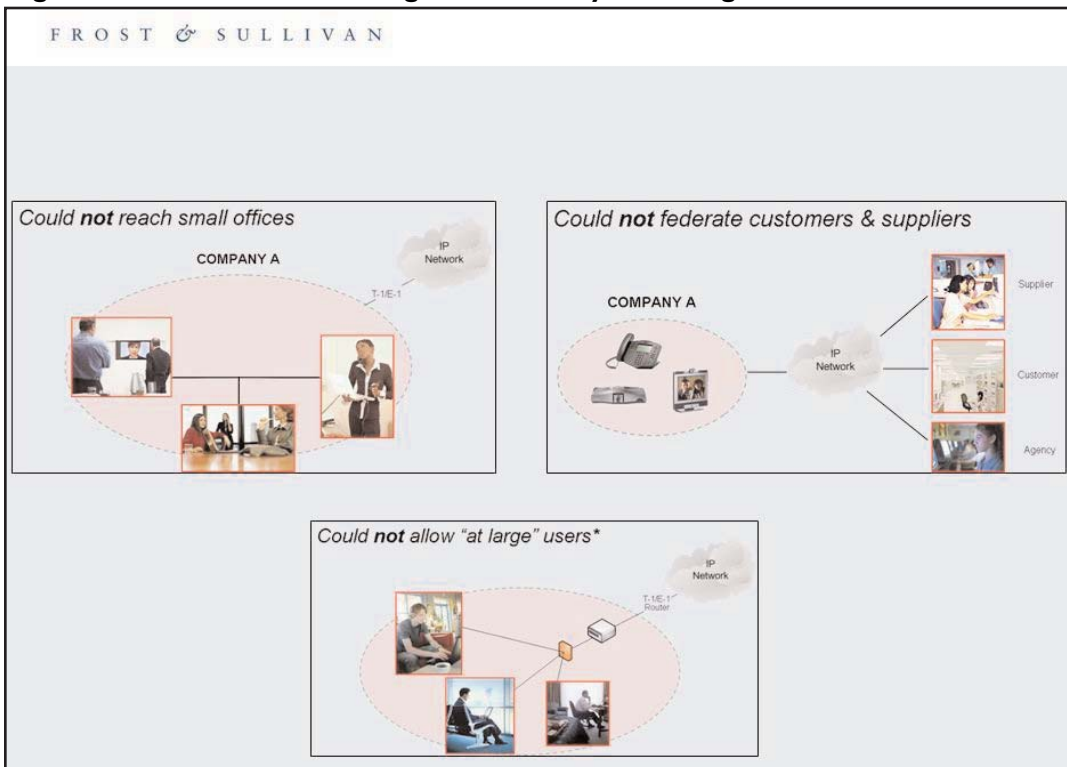 FROST & SULLIVAN
Could not reach small offices
COMPANY A
IP
Network
T-1/E-1
Could not federate customers & suppliers
COMPANY A
IP
Network
Supplier
Customer
Agency
Could not allow “at large” users*
IP
Network
T-1/E-1
Router